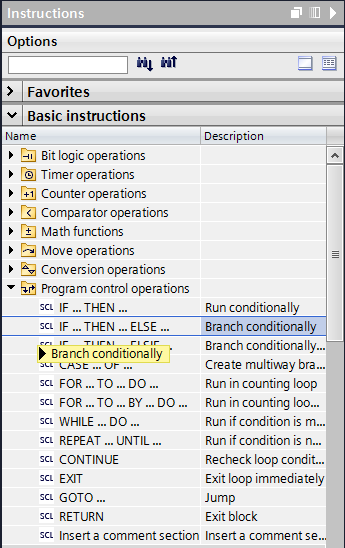 Instructions
Options
Favorites
Basic instructions
Name Description
Bit logic operations
Timer operations
+1 Counter operations
Comparator operations
Math functions
Move operations
Conversion operations
Program control operations
SCL IF ... THEN ... Run conditionally
SCL IF ... THEN ... ELSE ... Branch conditionally
SCL IF ... THEN ... ELSIF ... Branch conditionally...
Branch conditionally
SCL CASE ... OF ... Create multiway bra...
SCL FOR ... TO ... DO ... Run in counting loop
SCL FOR ... TO ... BY ... DO ... Run in counting loo...
SCL WHILE ... DO ... Run if condition is m...
SCL REPEAT ... UNTIL ... Run if condition is n...
SCL CONTINUE Recheck loop condit...
SCL EXIT Exit loop immediately
SCL GOTO ... Jump
SCL RETURN Exit block
SCL Insert a comment section Insert a comment se...